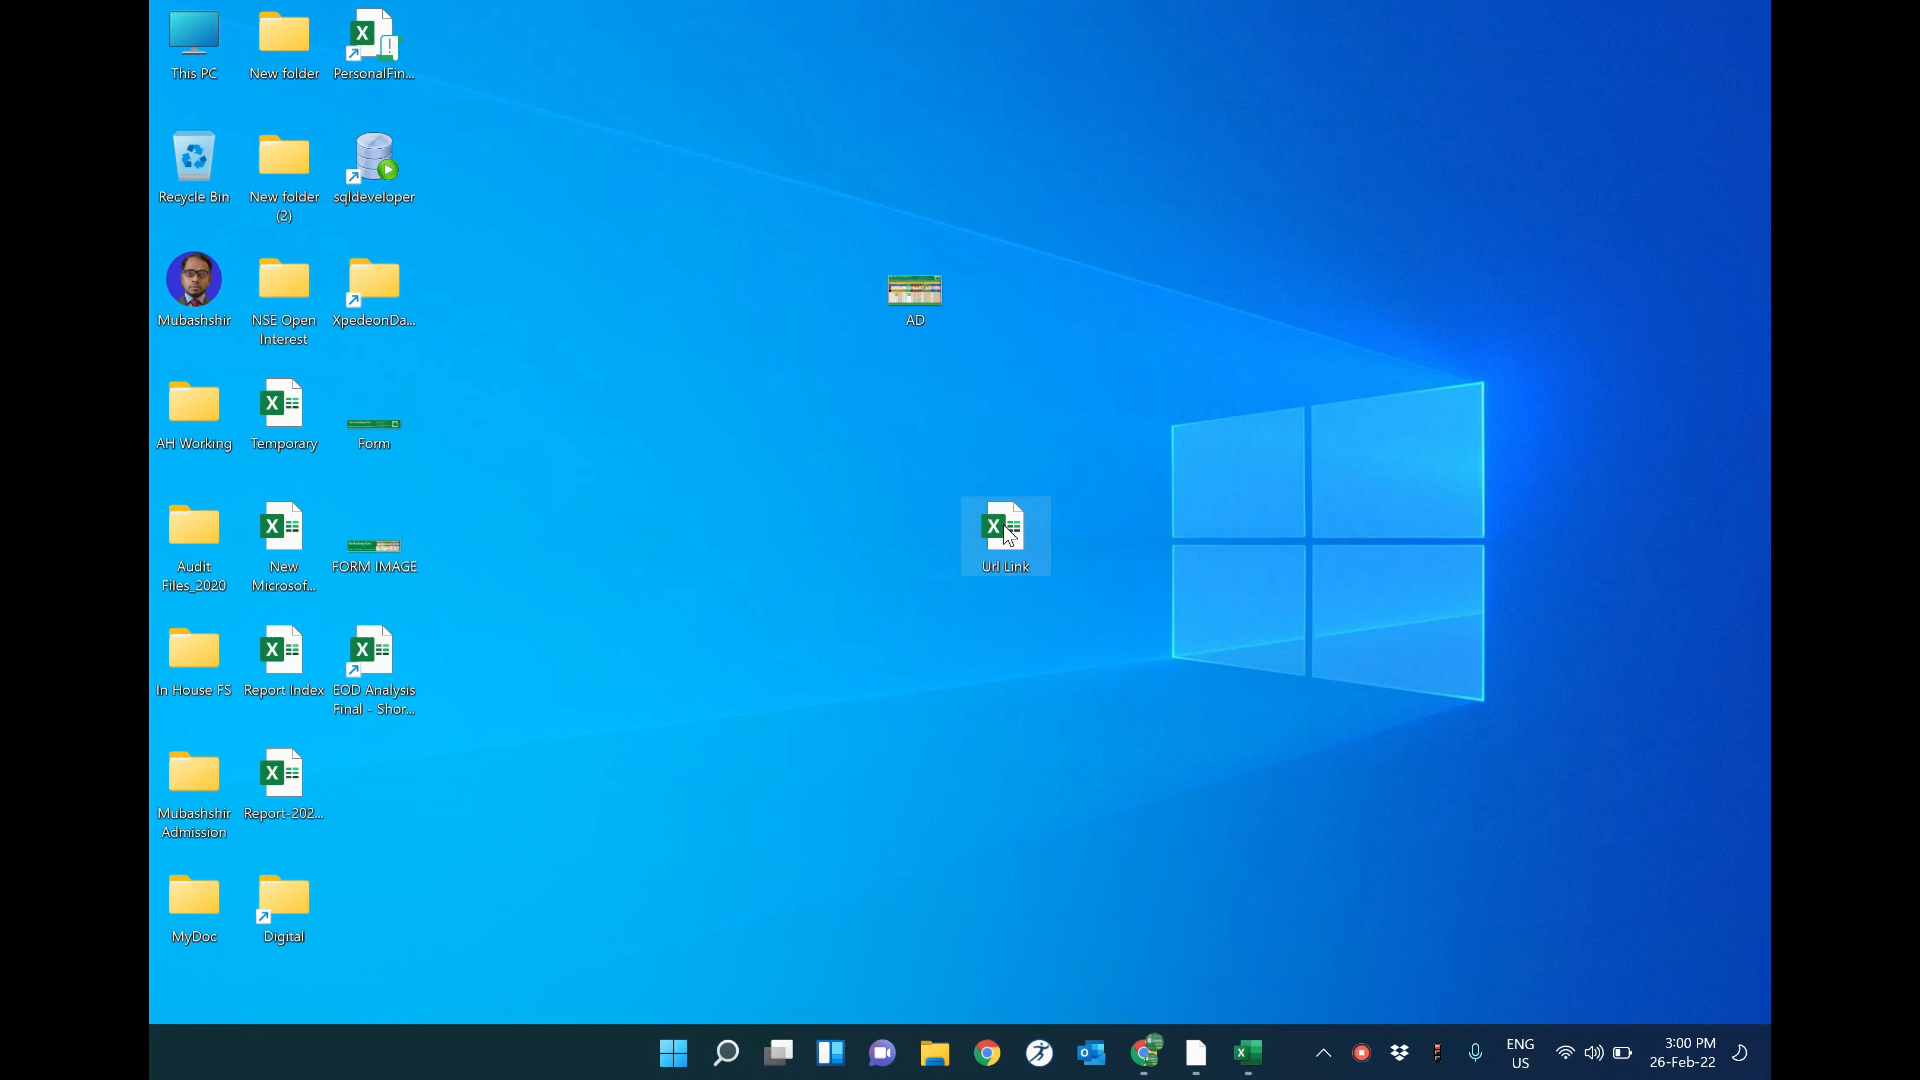 This PC
New folder
PersonalFin...
Recycle Bin
New folder
(2)
sqldeveloper
Mubashshir
NSE Open
Interest
XpedeonDa...
AD
AH Working
Temporary
Form
Audit
Files_2020
New
Microsof...
FORM IMAGE
Url Link
In House FS
Report Index
EOD Analysis
Final - Shor...
Mubashshir
Admission
Report-202...
MyDoc
Digital
ENG
US
3:00 PM
26-Feb-22